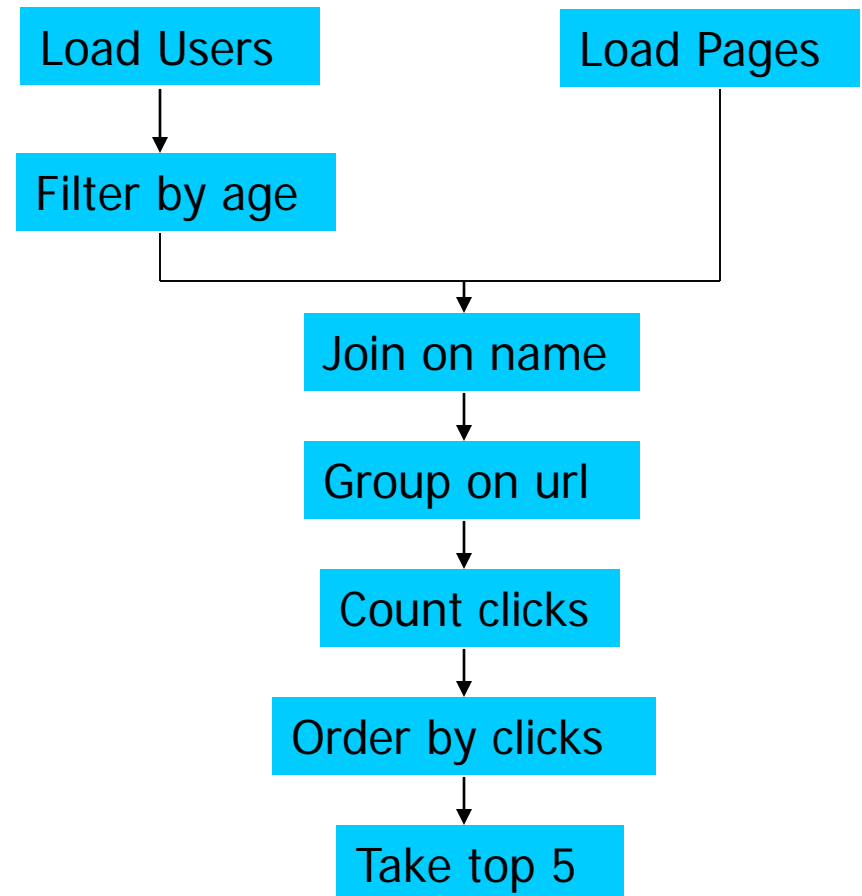 Load Users
Load Pages
Filter by age
Join on name
Group on url
Count clicks
Order by clicks
Take top 5